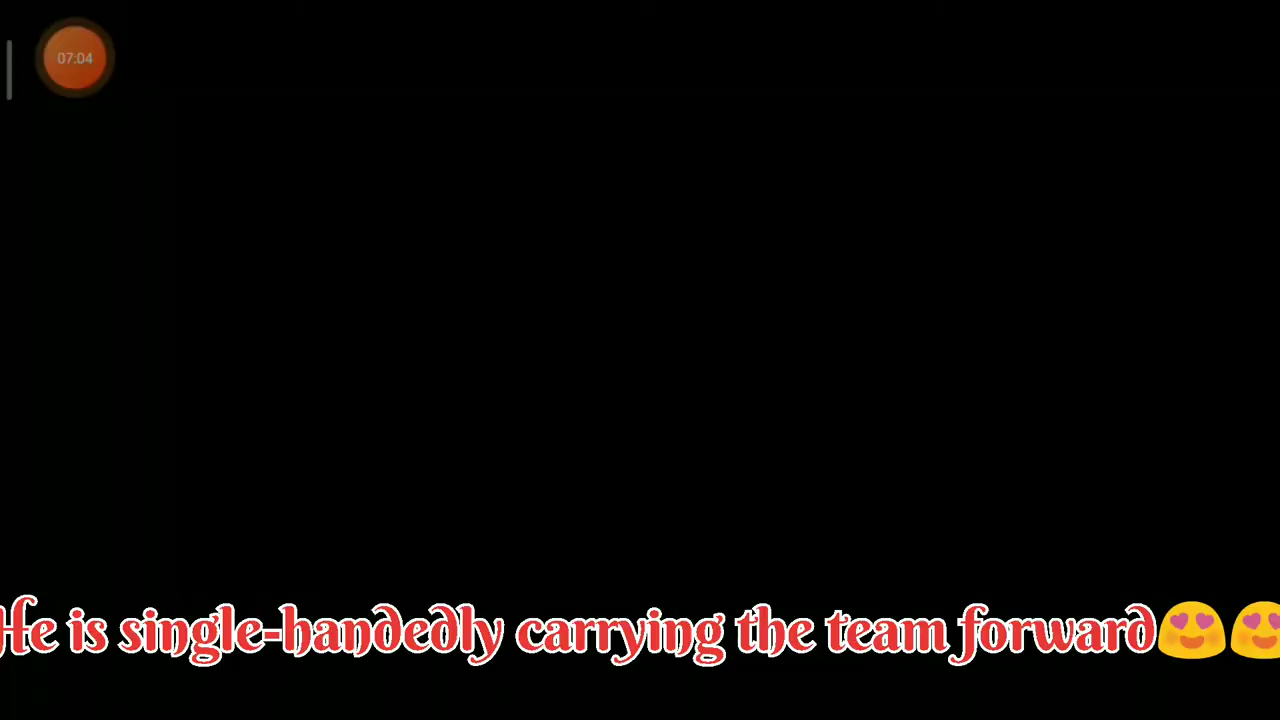 07:04
He is single-handedly carrying the team forward😍😍